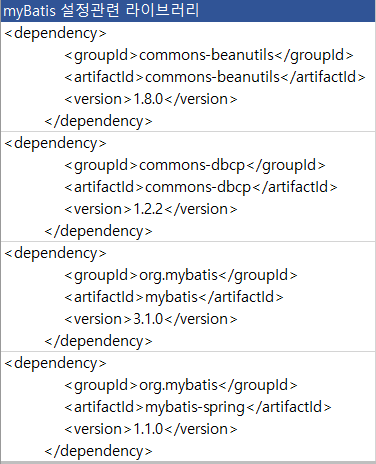 myBatis 설정관련 라이브러리
<dependency>
<groupId>commons-beanutils</groupId>
<artifactId>commons-beanutils</artifactId>
<version>1.8.0</version>
</dependency>
<dependency>
<groupId>commons-dbcp</groupId>
<artifactId>commons-dbcp</artifactId>
<version>1.2.2</version>
</dependency>
<dependency>
<groupId>org.mybatis</groupId>
<artifactId>mybatis</artifactId>
<version>3.1.0</version>
</dependency>
<dependency>
<groupId>org.mybatis</groupId>
<artifactId>mybatis-spring</artifactId>
<version>1.1.0</version>
</dependency>